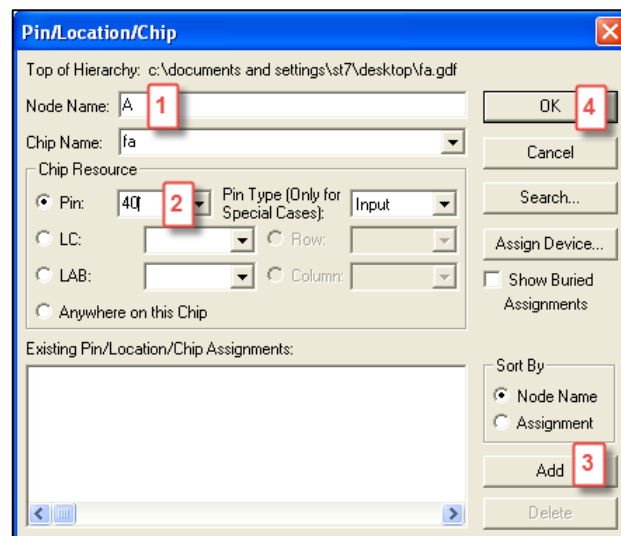 Pin/Location/Chip
Top of Hierarchy: c:\documents and settings\st7\desktop\fa.gdf
Node Name: A 1
OK 4
Chip Name: fa
Cancel
Chip Resource
Pin: 40 2 Pin Type (Only for Special Cases): Input
Search...
LC: Row:
Assign Device...
LAB: Column:
Show Buried Assignments
Anywhere on this Chip
Existing Pin/Location/Chip Assignments:
Sort By
Node Name
Assignment
Add 3
Delete